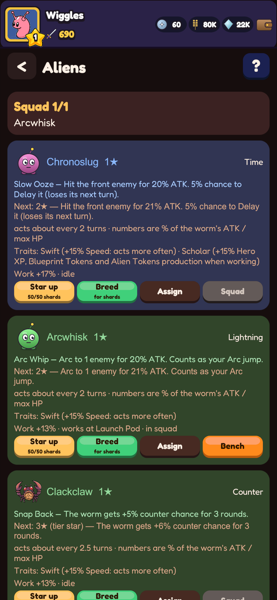 Wiggles
1
690
60
80K
22K
<
Aliens
?
Squad 1/1
Arcwhisk
Chronoslug 1★
Time
Slow Ooze — Hit the front enemy for 20% ATK. 5% chance to
Delay it (loses its next turn).
Next: 2★ — Hit the front enemy for 21% ATK. 5% chance to Delay
it (loses its next turn).
acts about every 2 turns · numbers are % of the worm's ATK /
max HP
Traits: Swift (+15% Speed: acts more often) · Scholar (+15% Hero
XP, Blueprint Tokens and Alien Tokens production when working)
Work +17% · idle
Star up
50/50 shards
Breed
for shards
Assign
Squad
Arcwhisk 1★
Lightning
Arc Whip — Arc to 1 enemy for 20% ATK. Counts as your Arc jump.
Next: 2★ — Arc to 1 enemy for 21% ATK. Counts as your Arc
jump.
acts about every 2 turns · numbers are % of the worm's ATK /
max HP
Traits: Swift (+15% Speed: acts more often)
Work +13% · works at Launch Pod · in squad
Star up
50/50 shards
Breed
for shards
Assign
Bench
Clackclaw 1★
Counter
Snap Back — The worm gets +5% counter chance for 3 rounds.
Next: 3★ (tier star) — The worm gets +6% counter chance for 3
rounds.
acts about every 2.5 turns · numbers are % of the worm's ATK /
max HP
Work +13% · idle
Star up
Breed
Assign
Squad